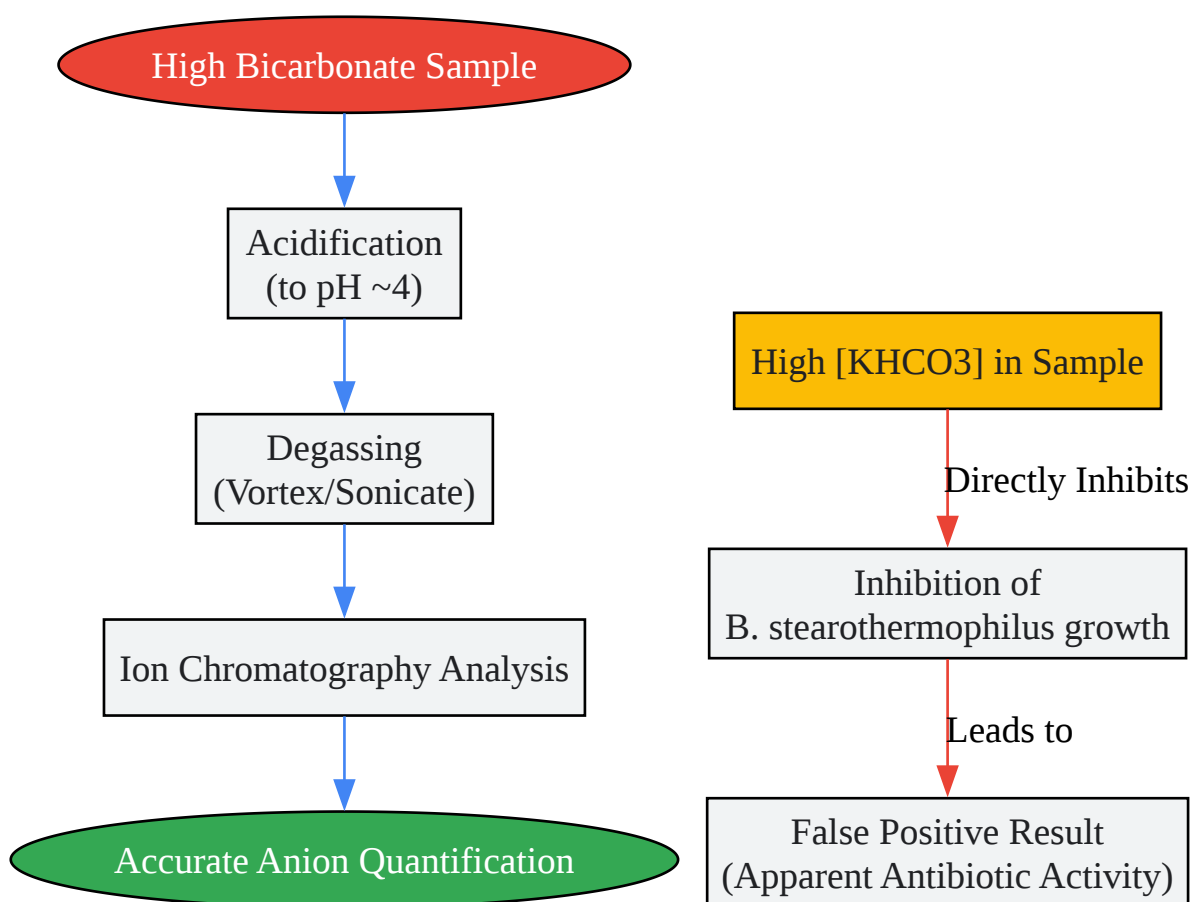 High Bicarbonate Sample
Acidification
(to pH ~4)
Degassing
(Vortex/Sonicate)
Ion Chromatography Analysis
Accurate Anion Quantification
High [KHCO3] in Sample
Directly Inhibits
Inhibition of
B. stearothermophilus growth
Leads to
False Positive Result
(Apparent Antibiotic Activity)